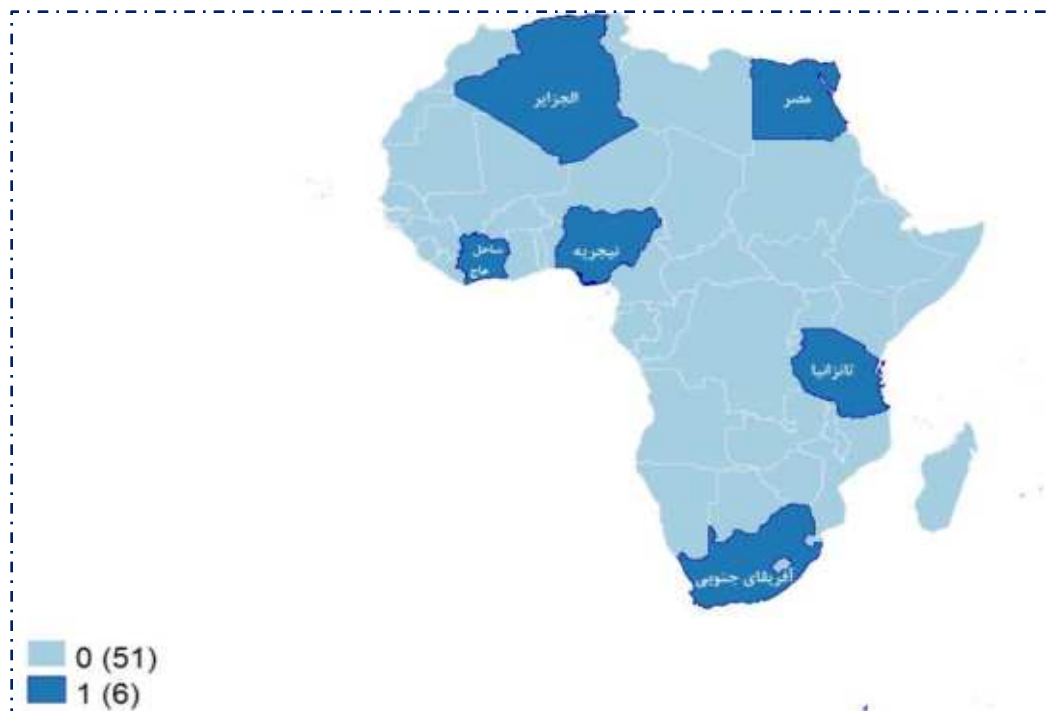 الجزایر
مصر
نیجریه
ساحل
عاج
تانزانیا
آفریقای جنوبی
0 (51)
1 (6)